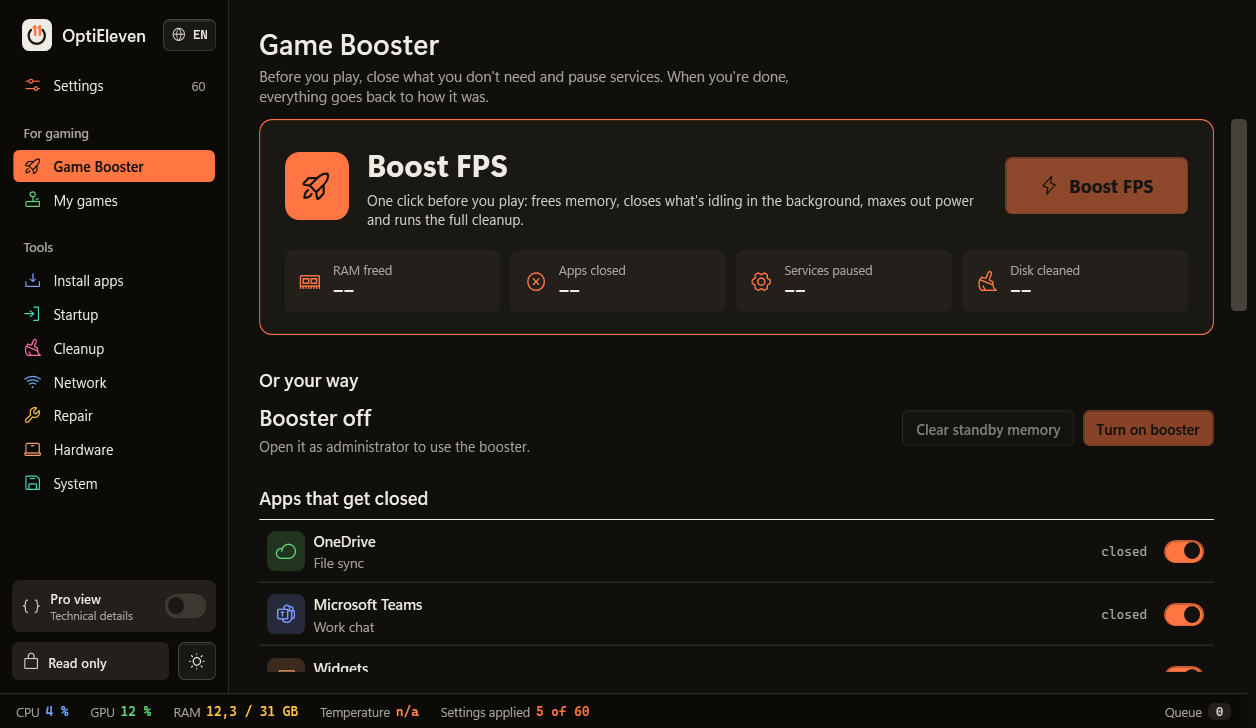 OptiEleven
EN
Settings 60
For gaming
Game Booster
My games
Tools
Install apps
Startup
Cleanup
Network
Repair
Hardware
System
Pro view
Technical details
Read only
Game Booster
Before you play, close what you don't need and pause services. When you're done,
everything goes back to how it was.
Boost FPS
One click before you play: frees memory, closes what's idling in the background, maxes out power
and runs the full cleanup.
Boost FPS
RAM freed
——
Apps closed
——
Services paused
——
Disk cleaned
——
Or your way
Booster off
Open it as administrator to use the booster.
Clear standby memory
Turn on booster
Apps that get closed
OneDrive
File sync
closed
Microsoft Teams
Work chat
closed
Widgets
CPU 4 % GPU 12 % RAM 12,3 / 31 GB Temperature n/a Settings applied 5 of 60 Queue 0